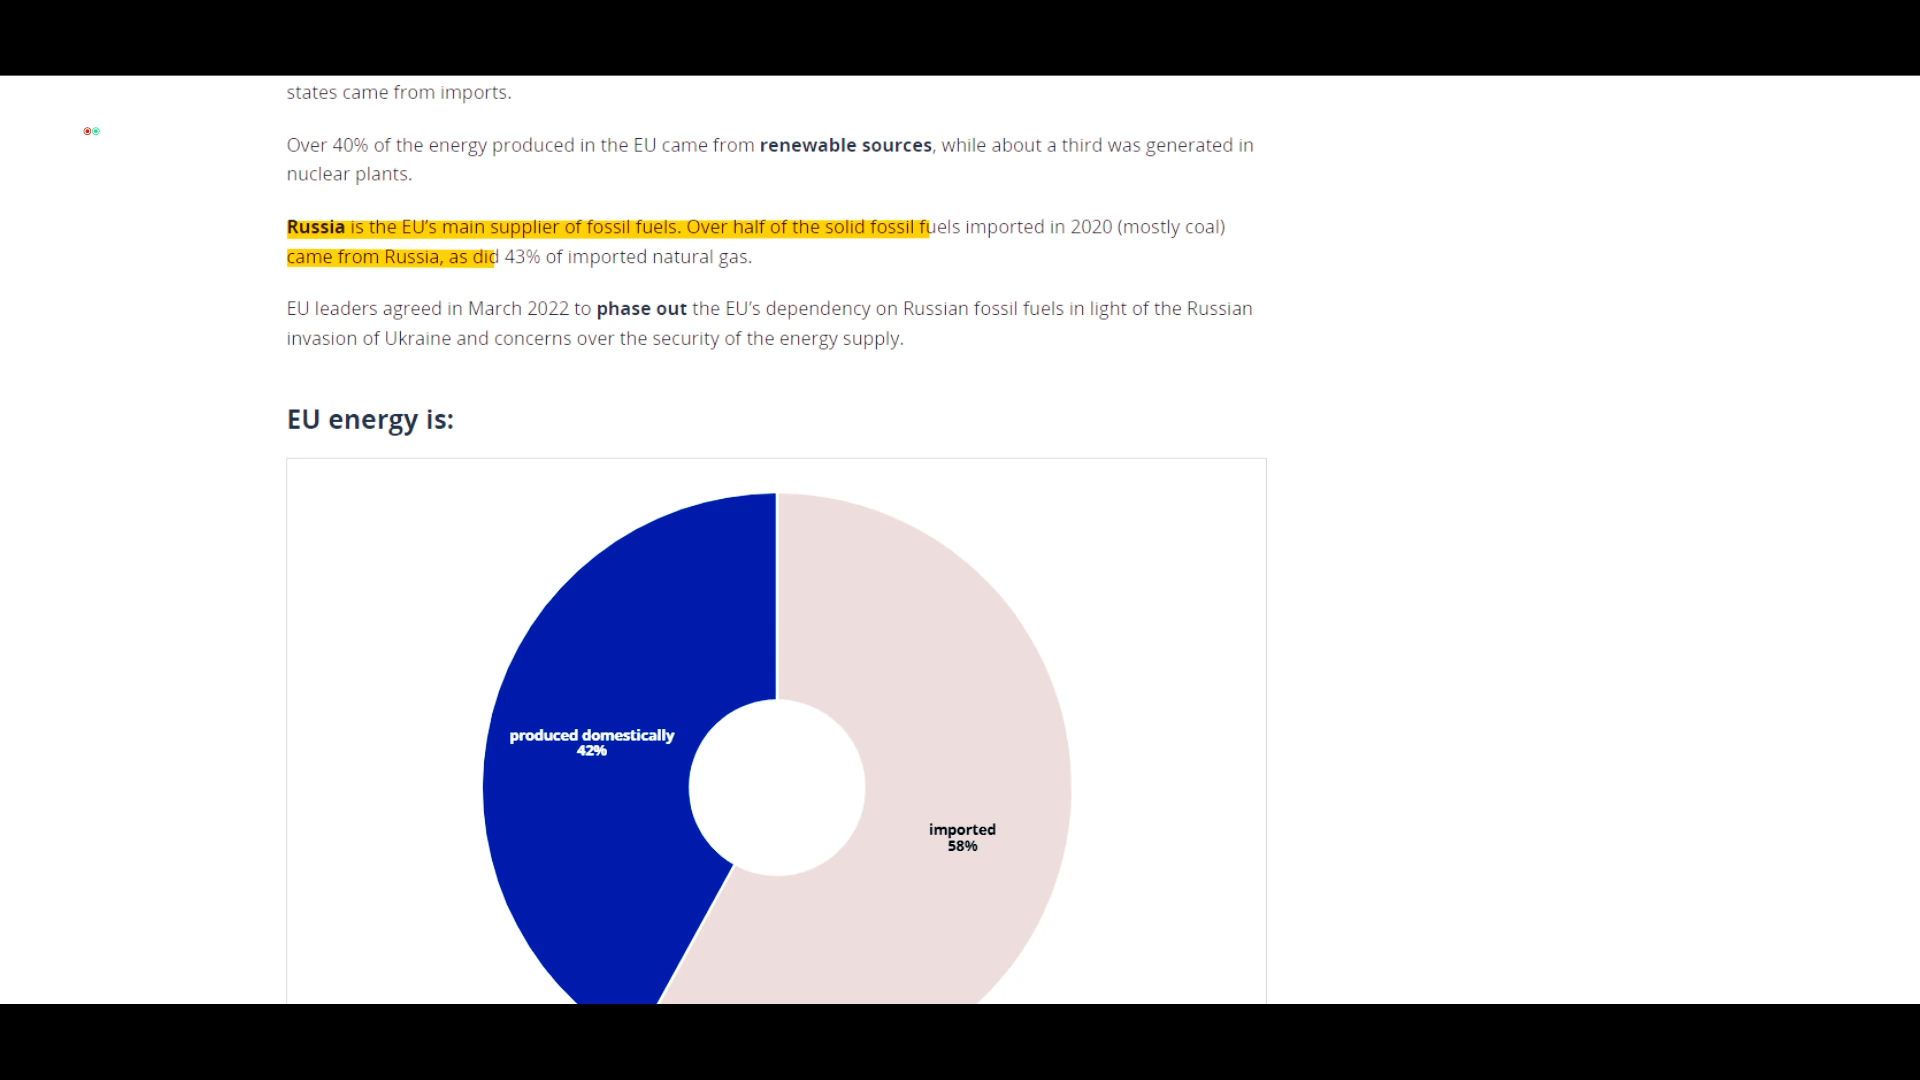 states came from imports.
Over 40% of the energy produced in the EU came from renewable sources, while about a third was generated in
nuclear plants.
Russia is the EU’s main supplier of fossil fuels. Over half of the solid fossil fuels imported in 2020 (mostly coal)
came from Russia, as did 43% of imported natural gas.
EU leaders agreed in March 2022 to phase out the EU’s dependency on Russian fossil fuels in light of the Russian
invasion of Ukraine and concerns over the security of the energy supply.
EU energy is:
produced domestically
42%
imported
58%